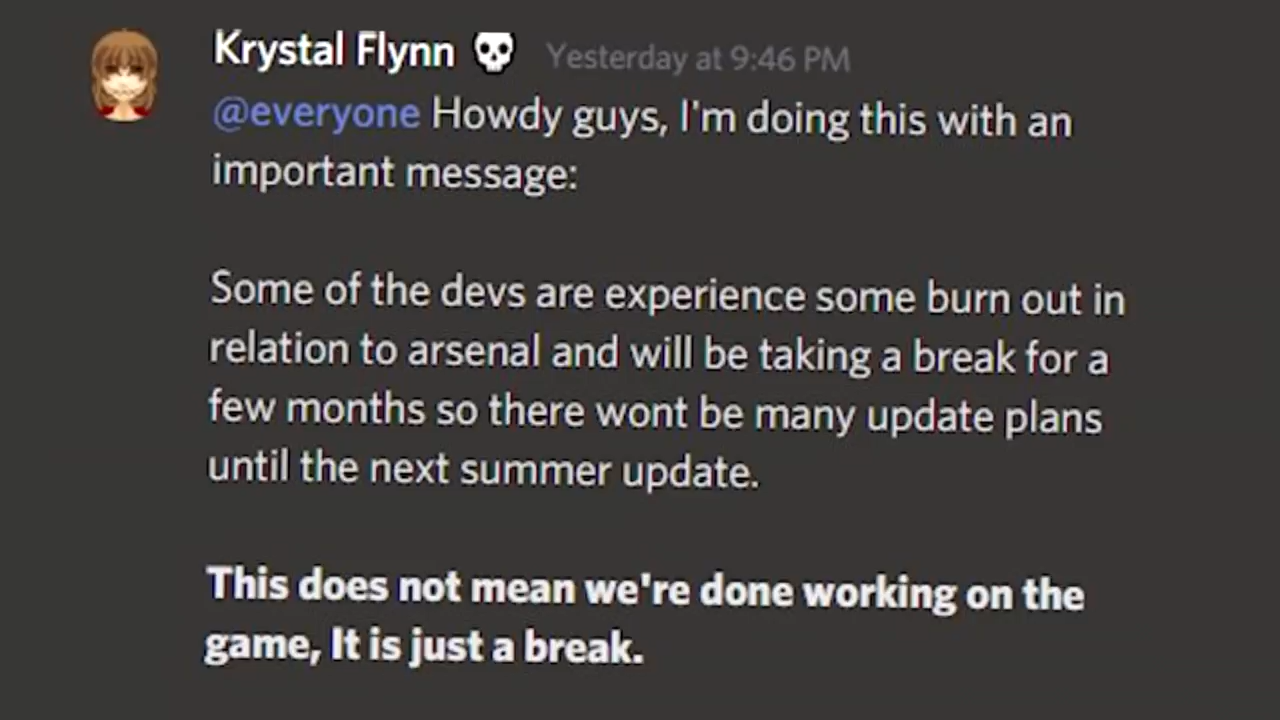 Krystal Flynn 💀 Yesterday at 9:46 PM
@everyone Howdy guys, I'm doing this with an
important message:
Some of the devs are experience some burn out in
relation to arsenal and will be taking a break for a
few months so there wont be many update plans
until the next summer update.
This does not mean we're done working on the
game, It is just a break.